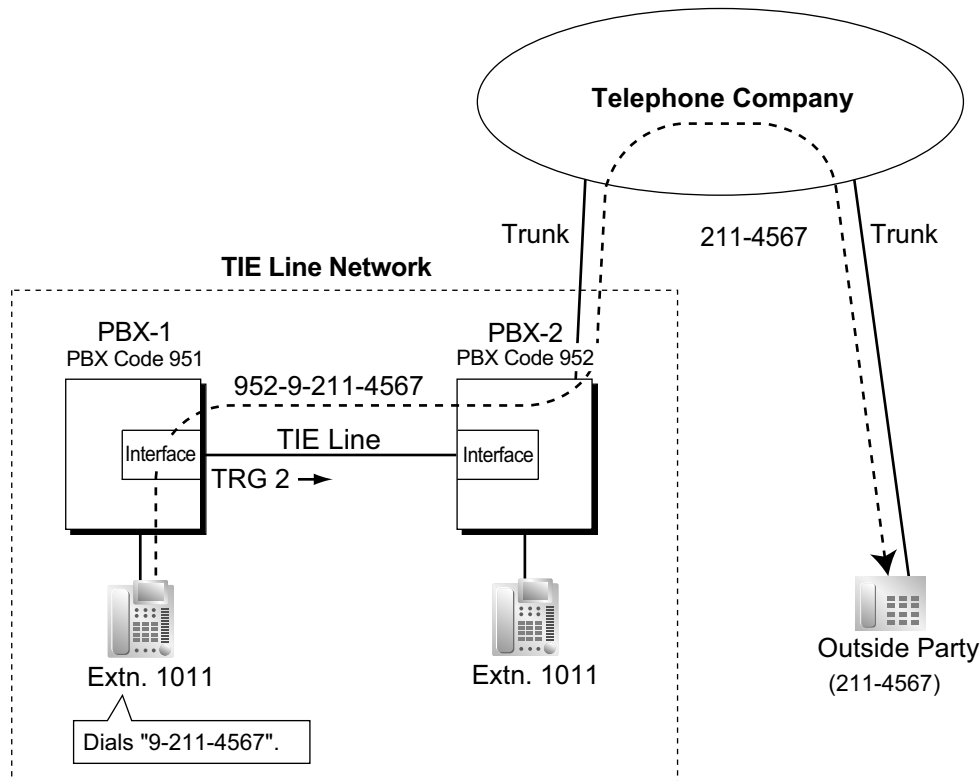 Telephone Company
Trunk
211-4567
Trunk
TIE Line Network
PBX-1
PBX Code 951
PBX-2
PBX Code 952
952-9-211-4567
Interface
TIE Line
Interface
TRG 2 →
Extn. 1011
Extn. 1011
Outside Party
(211-4567)
Dials "9-211-4567".